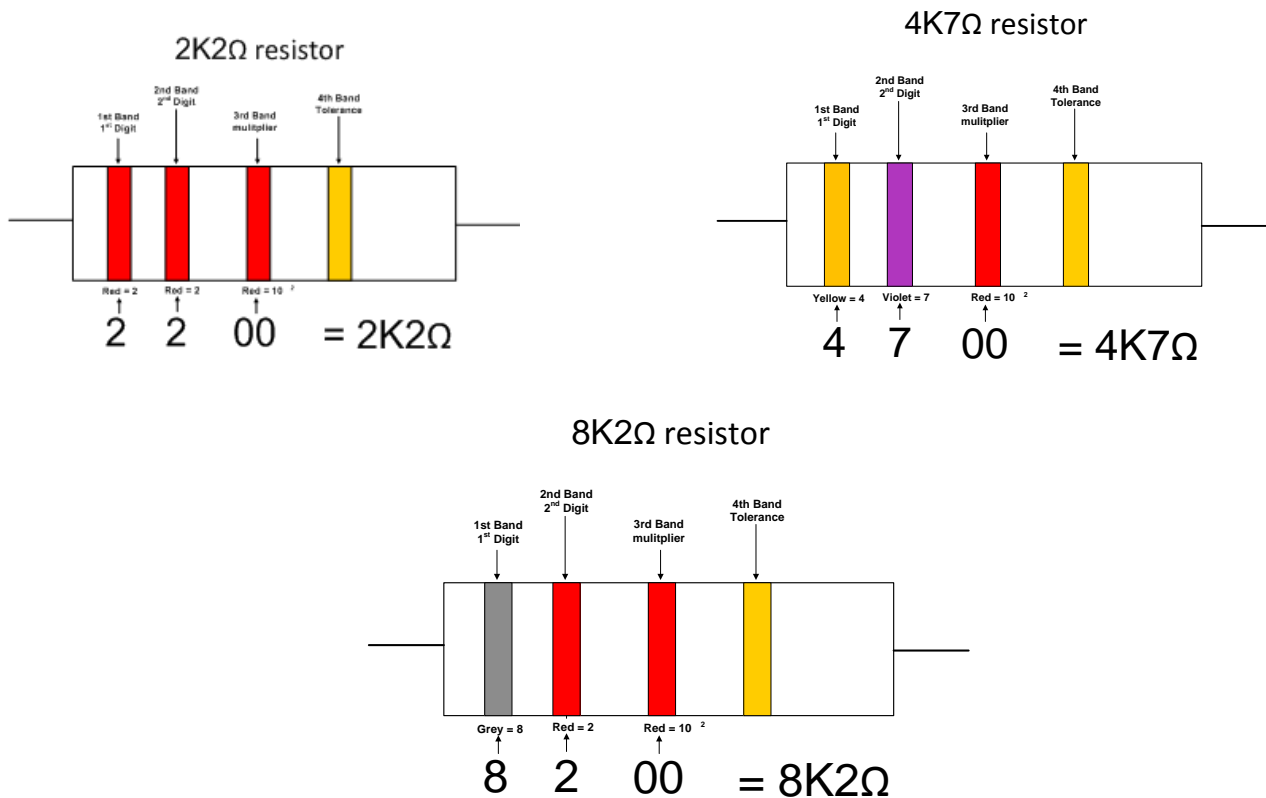 2K2Ω resistor
1st Band
1st Digit
2nd Band
2nd Digit
3rd Band
mulitplier
4th Band
Tolerance
Red = 2
Red = 2
Red = 10 2
2 2 00 = 2K2Ω
4K7Ω resistor
1st Band
1st Digit
2nd Band
2nd Digit
3rd Band
mulitplier
4th Band
Tolerance
Yellow = 4
Violet = 7
Red = 10 2
4 7 00 = 4K7Ω
8K2Ω resistor
1st Band
1st Digit
2nd Band
2nd Digit
3rd Band
mulitplier
4th Band
Tolerance
Grey = 8
Red = 2
Red = 10 2
8 2 00 = 8K2Ω